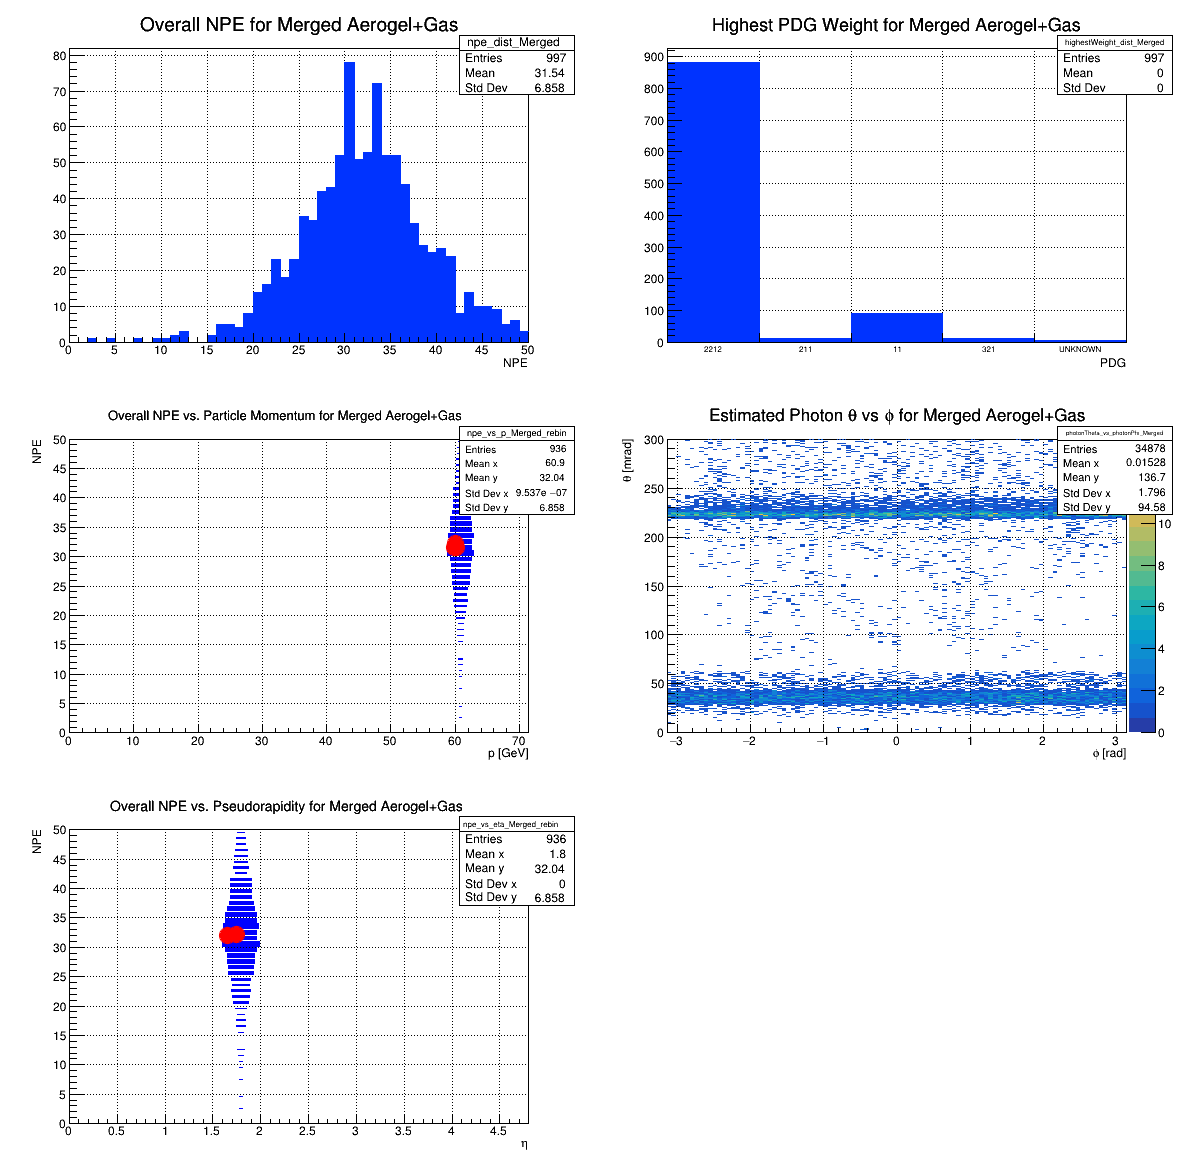 Overall NPE for Merged Aerogel+Gas
npe_dist_Merged
Entries 997
Mean 31.54
Std Dev 6.858
80
70
60
50
40
30
20
10
0
0 5 10 15 20 25 30 35 40 45 50
NPE
Highest PDG Weight for Merged Aerogel+Gas
highestWeight_dist_Merged
Entries 997
Mean 0
Std Dev 0
900
800
700
600
500
400
300
200
100
0
2212 211 11 321 UNKNOWN
PDG
Overall NPE vs. Particle Momentum for Merged Aerogel+Gas
npe_vs_p_Merged_rebin
Entries 936
Mean x 60.9
Mean y 32.04
Std Dev x 9.537e −07
Std Dev y 6.858
NPE
50
45
40
35
30
25
20
15
10
5
0
0 10 20 30 40 50 60 70
p [GeV]
Estimated Photon θ vs ϕ for Merged Aerogel+Gas
photonTheta_vs_photonPhi_Merged
Entries 34878
Mean x 0.01528
Mean y 136.7
Std Dev x 1.796
Std Dev y 94.58
θ [mrad]
300
250
200
150
100
50
0
−3 −2 −1 0 1 2 3
ϕ [rad]
10
8
6
4
2
0
Overall NPE vs. Pseudorapidity for Merged Aerogel+Gas
npe_vs_eta_Merged_rebin
Entries 936
Mean x 1.8
Mean y 32.04
Std Dev x 0
Std Dev y 6.858
NPE
50
45
40
35
30
25
20
15
10
5
0
0 0.5 1 1.5 2 2.5 3 3.5 4 4.5
η